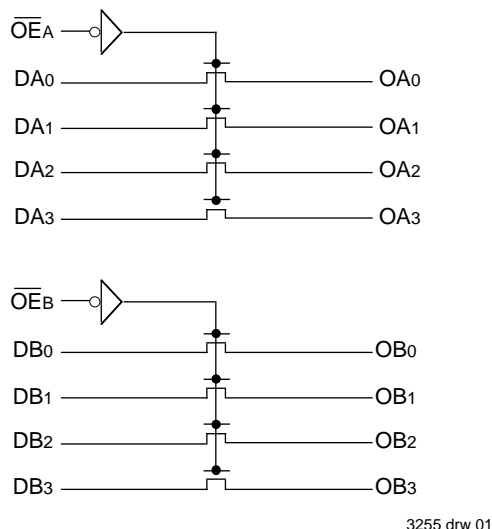 OEA
DA0 OA0
DA1 OA1
DA2 OA2
DA3 OA3
OEB
DB0 OB0
DB1 OB1
DB2 OB2
DB3 OB3
3255 drw 01